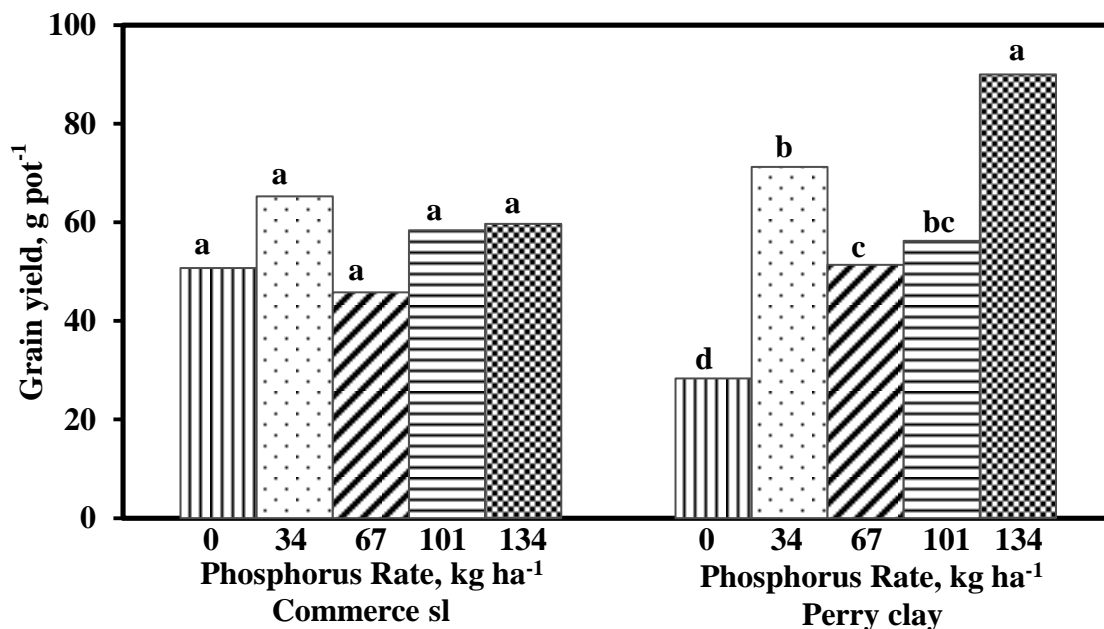 100
80
60
40
20
0
Grain yield, g pot-1
a
a
a
a
a
d
b
c
bc
a
0 34 67 101 134
Phosphorus Rate, kg ha-1
Commerce sl
0 34 67 101 134
Phosphorus Rate, kg ha-1
Perry clay